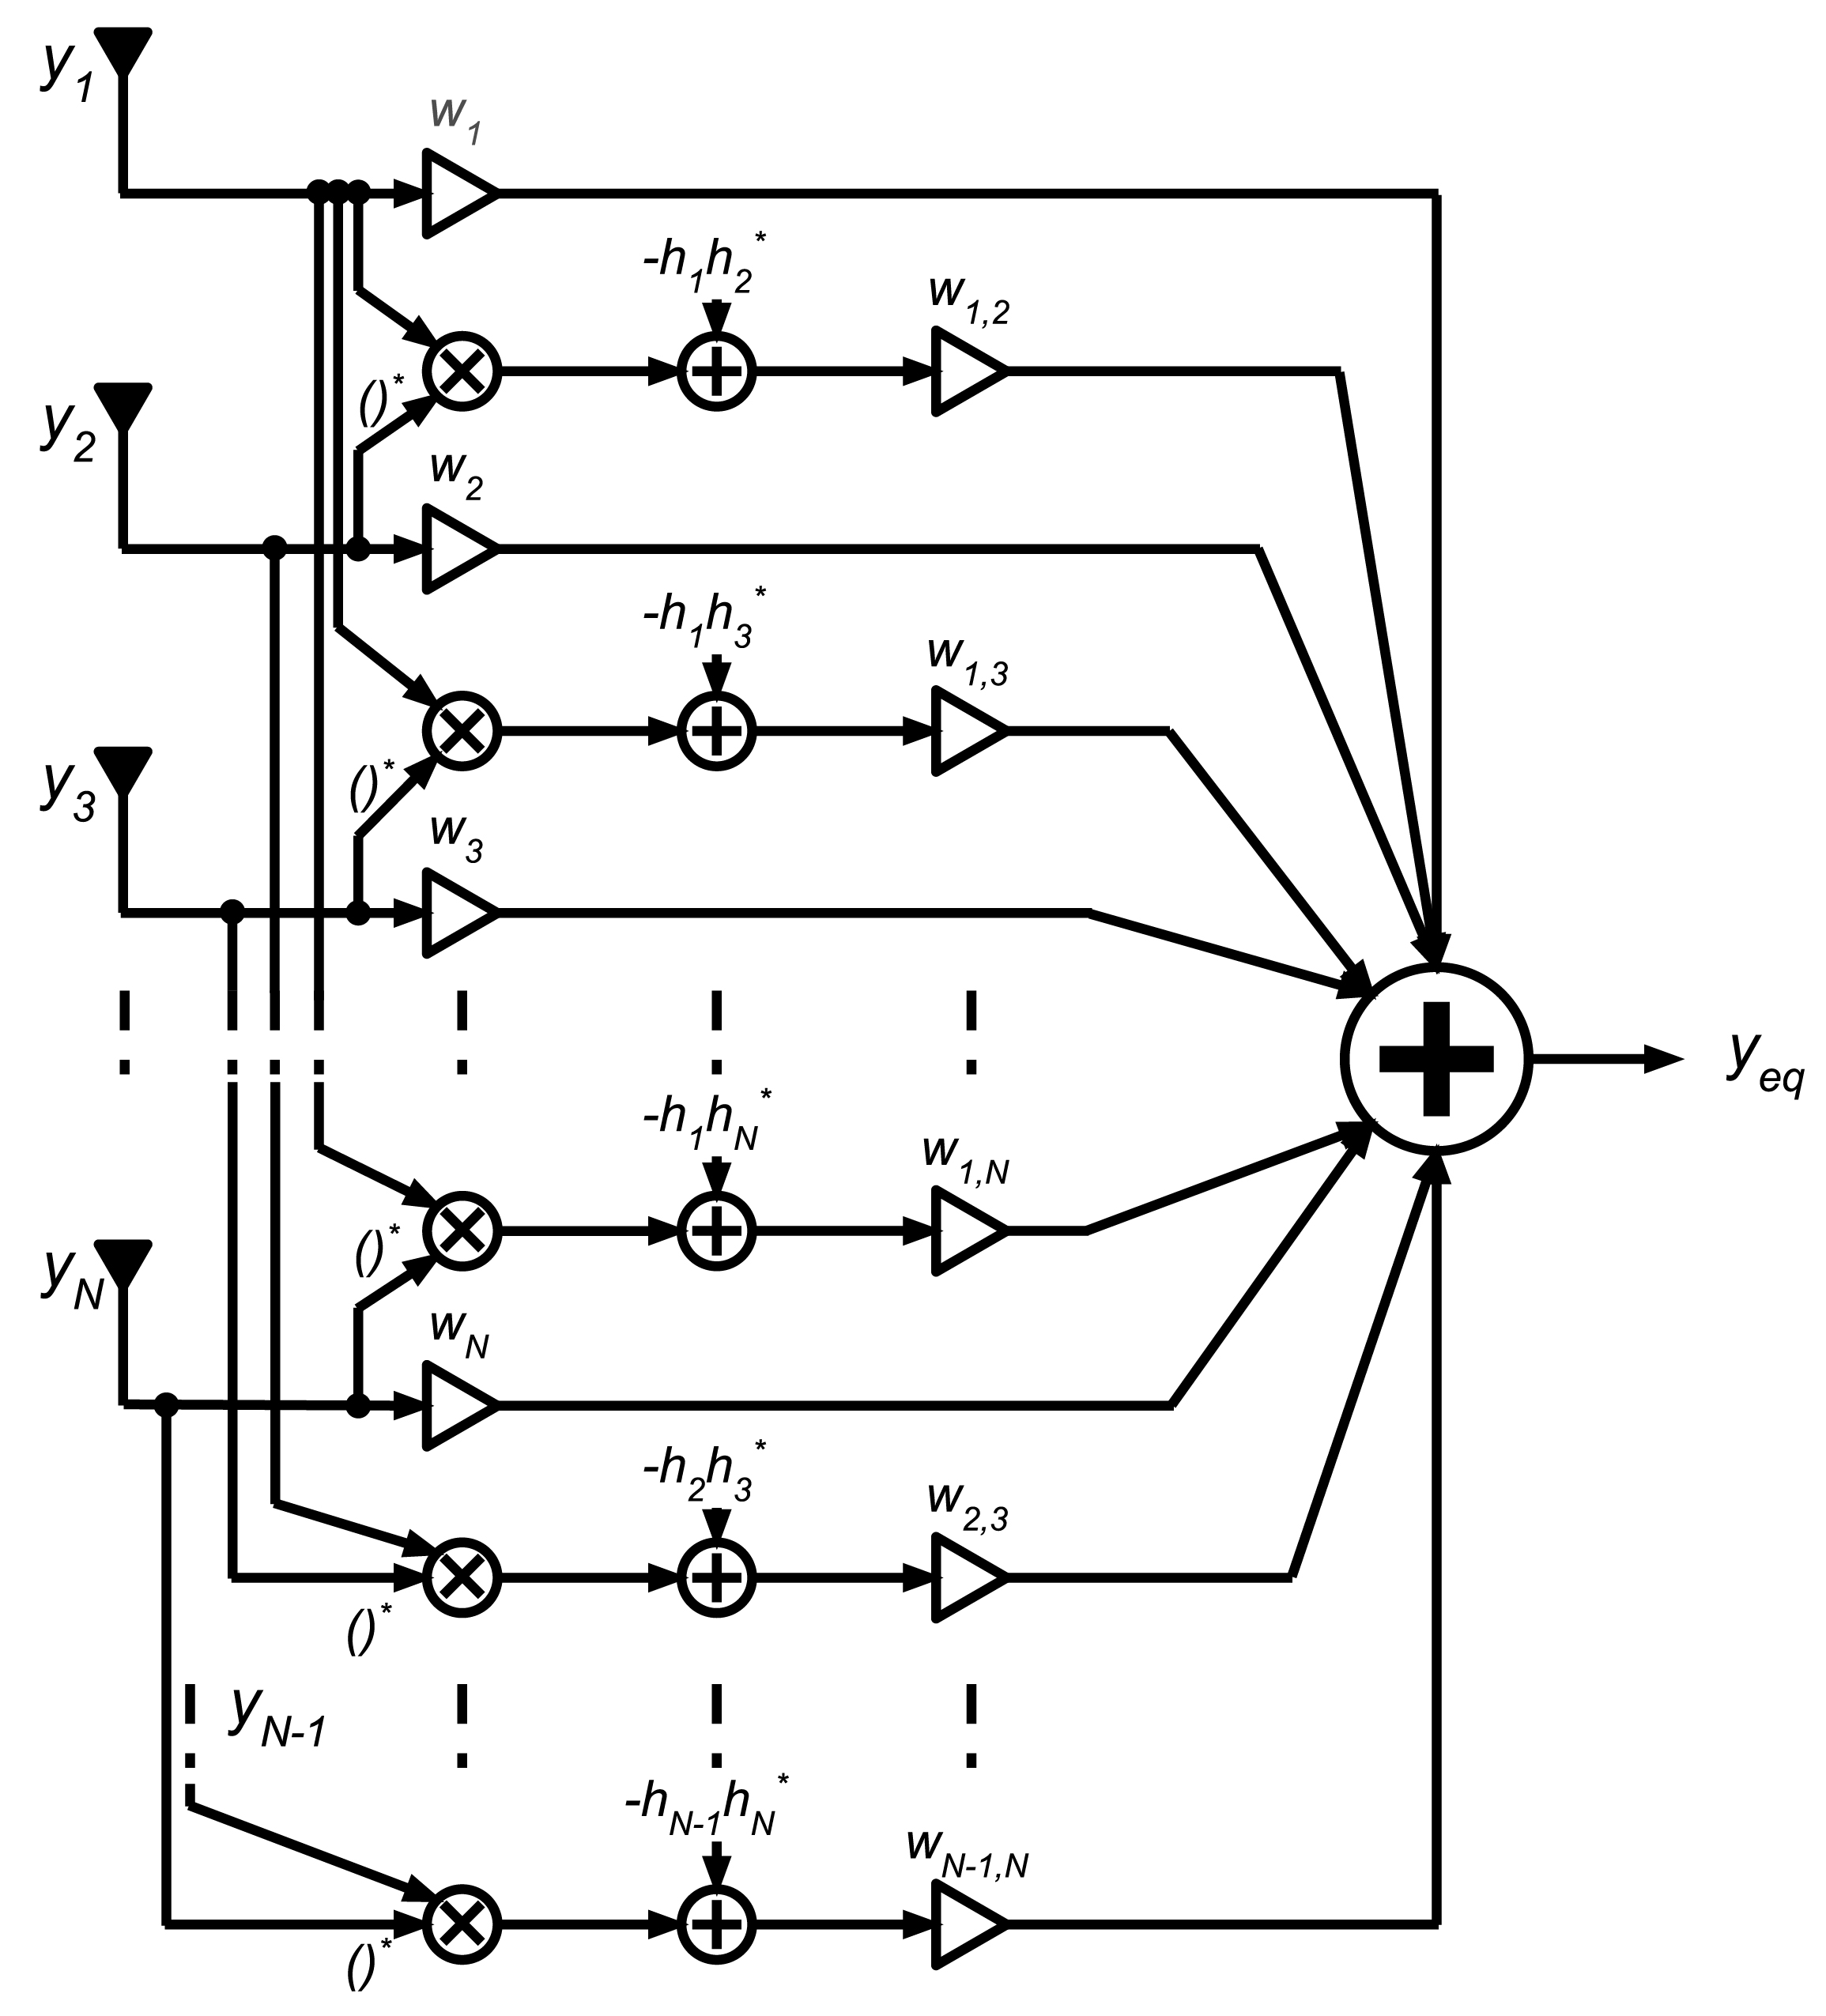 y1
w1
-h1h2*
w1,2
()*
y2
w2
-h1h3*
w1,3
()*
y3
w3
yeq
-h1hN*
w1,N
()*
yN
wN
-h2h3*
w2,3
()*
yN-1
-hN-1hN*
wN-1,N
()*